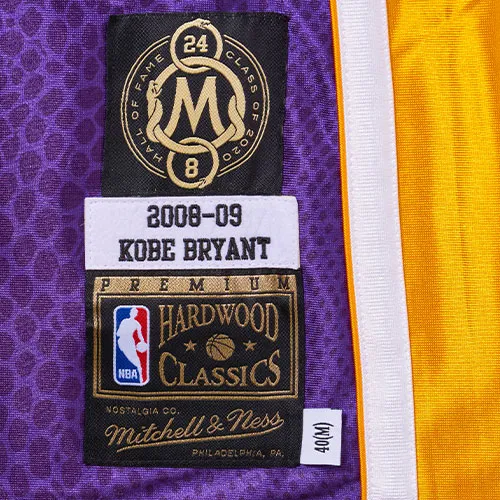 24
HALL OF FAME CLASS OF 2020
M
8
2008-09
KOBE BRYANT
PREMIUM
HARDWOOD
CLASSICS
NBA
NOSTALGIA CO.
Mitchell & Ness
PHILADELPHIA, PA.
40(M)